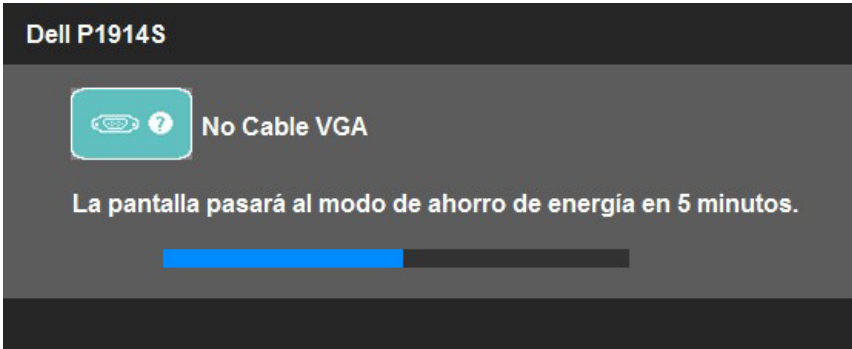 Dell P1914S
? No Cable VGA
La pantalla pasará al modo de ahorro de energía en 5 minutos.